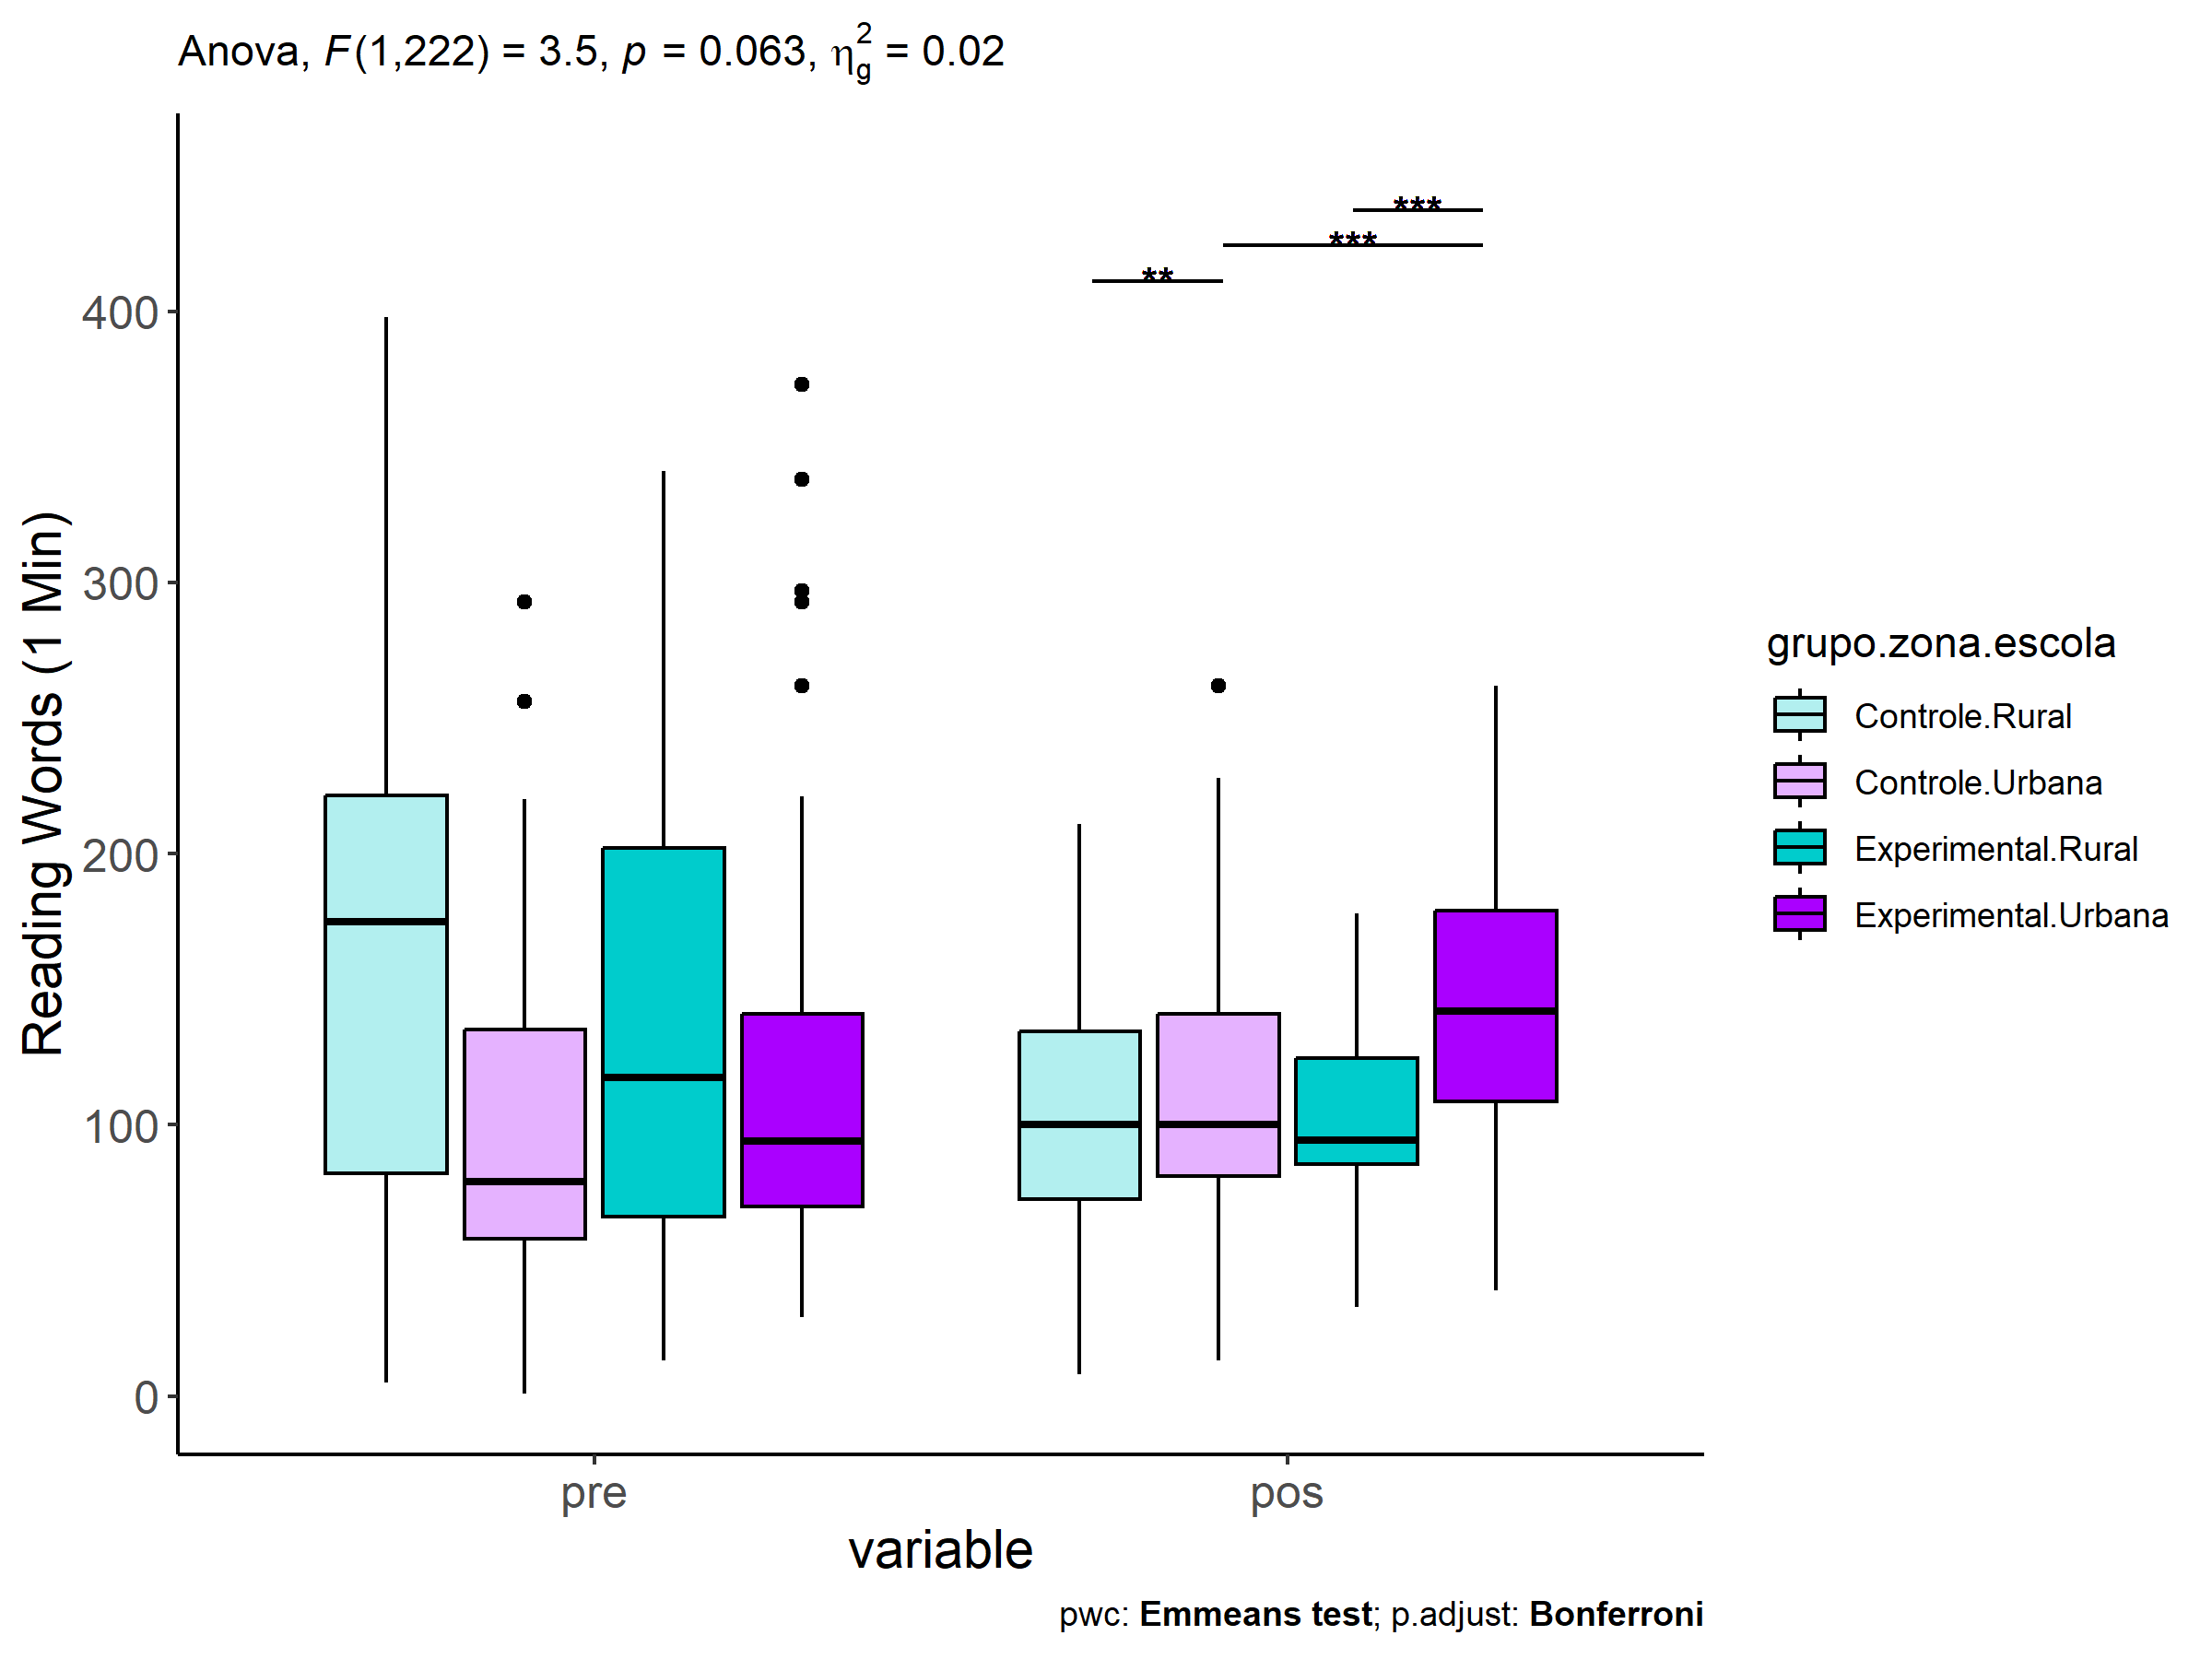 Anova, F(1,222) = 3.5, p = 0.063, η²g = 0.02
***
***
**
400
300
200
100
0
Reading Words (1 Min)
pre
pos
variable
grupo.zona.escola
Controle.Rural
Controle.Urbana
Experimental.Rural
Experimental.Urbana
pwc: Emmeans test; p.adjust: Bonferroni